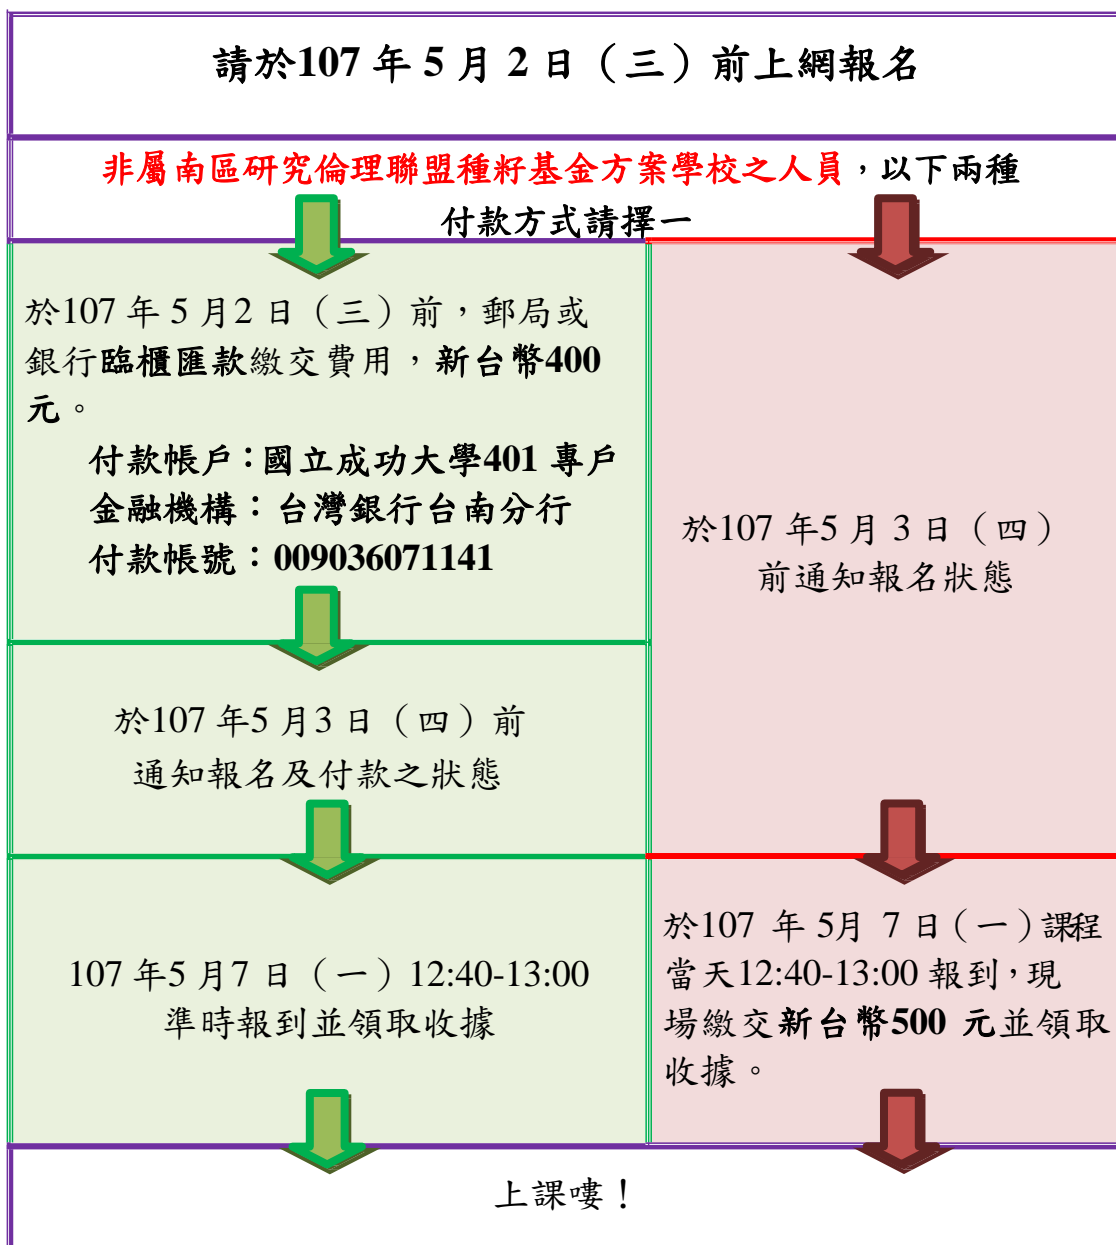 請於107 年 5 月 2 日（三）前上網報名
非屬南區研究倫理聯盟種籽基金方案學校之人員，以下兩種
付款方式請擇一
於107 年 5 月2 日（三）前，郵局或
銀行臨櫃匯款繳交費用，新台幣400
元。
付款帳戶：國立成功大學401 專戶
金融機構：台灣銀行台南分行
付款帳號：009036071141
於107 年5 月3 日（四）前
通知報名及付款之狀態
107 年5 月7 日（一）12:40-13:00
準時報到並領取收據
於107 年5 月 3 日（四）
前通知報名狀態
於107 年 5月 7 日（一）課程
當天12:40-13:00 報到，現
場繳交新台幣500 元並領取
收據。
上課嘍！